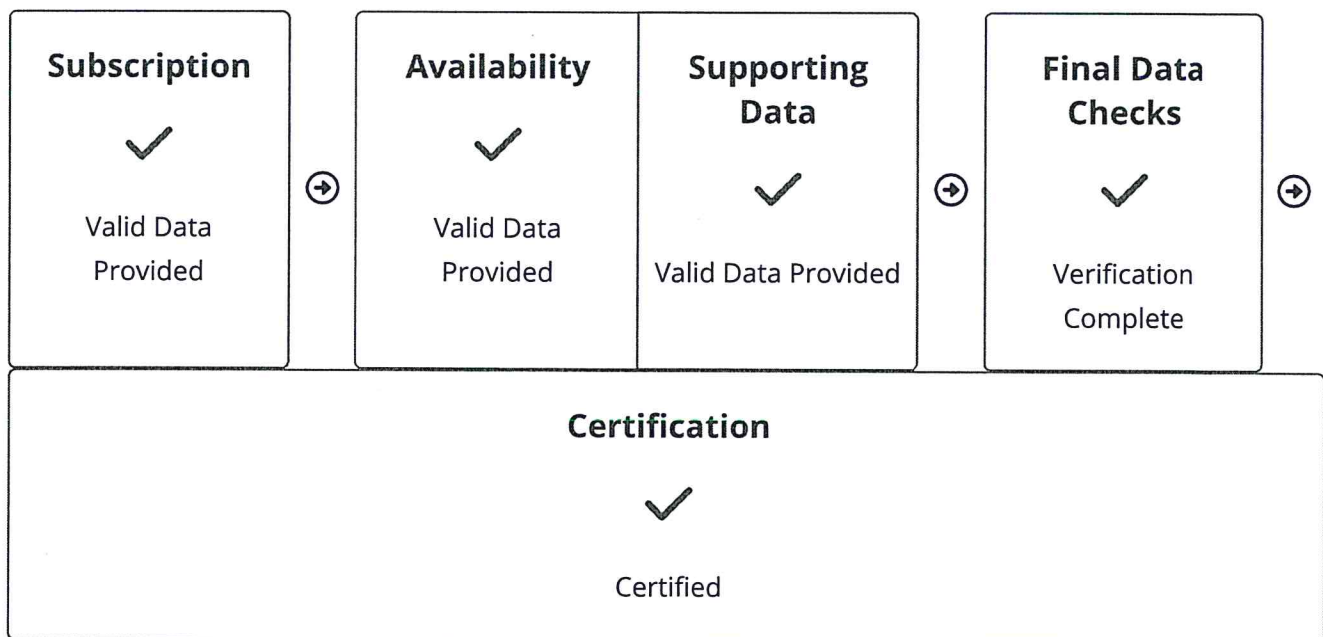 Subscription
Valid Data
Provided
Availability
Valid Data
Provided
Supporting
Data
Valid Data Provided
Final Data
Checks
Verification
Complete
Certification
Certified